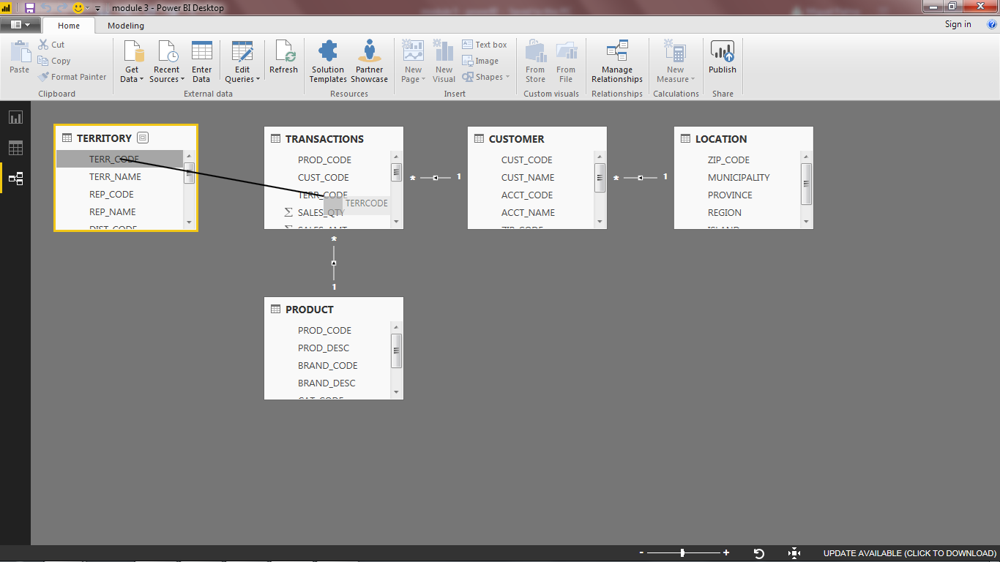 module 3 - Power BI Desktop
Home Modeling Sign in
Paste
Cut
Copy
Format Painter
Clipboard
Get Data
Recent Sources
Enter Data
Edit Queries
Refresh
External data
Solution Templates
Partner Showcase
Resources
New Page
New Visual
Text box
Image
Shapes
Insert
From Store
From File
Custom visuals
Manage Relationships
Relationships
New Measure
Calculations
Publish
Share
TERRITORY
TERR_CODE
TERR_NAME
REP_CODE
REP_NAME
DIST_CODE
TRANSACTIONS
PROD_CODE
CUST_CODE
TERR_CODE
TERRCODE
SALES_QTY
SALES_AMT
* 1
CUSTOMER
CUST_CODE
CUST_NAME
ACCT_CODE
ACCT_NAME
ZIP_CODE
* 1
LOCATION
ZIP_CODE
MUNICIPALITY
PROVINCE
REGION
ISLAND
*
1
PRODUCT
PROD_CODE
PROD_DESC
BRAND_CODE
BRAND_DESC
CAT_CODE
- + UPDATE AVAILABLE (CLICK TO DOWNLOAD)